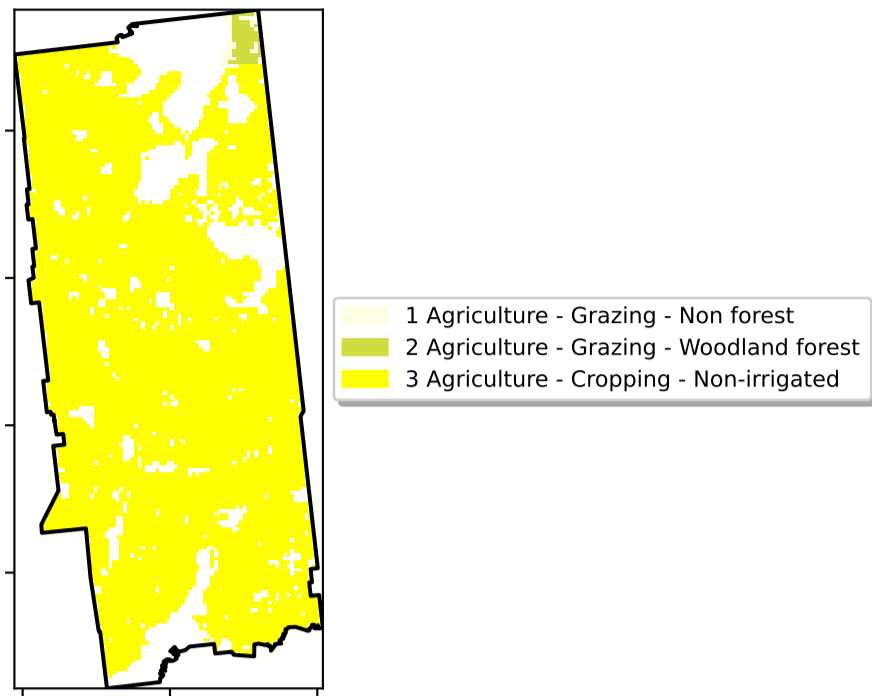 1 Agriculture - Grazing - Non forest
2 Agriculture - Grazing - Woodland forest
3 Agriculture - Cropping - Non-irrigated